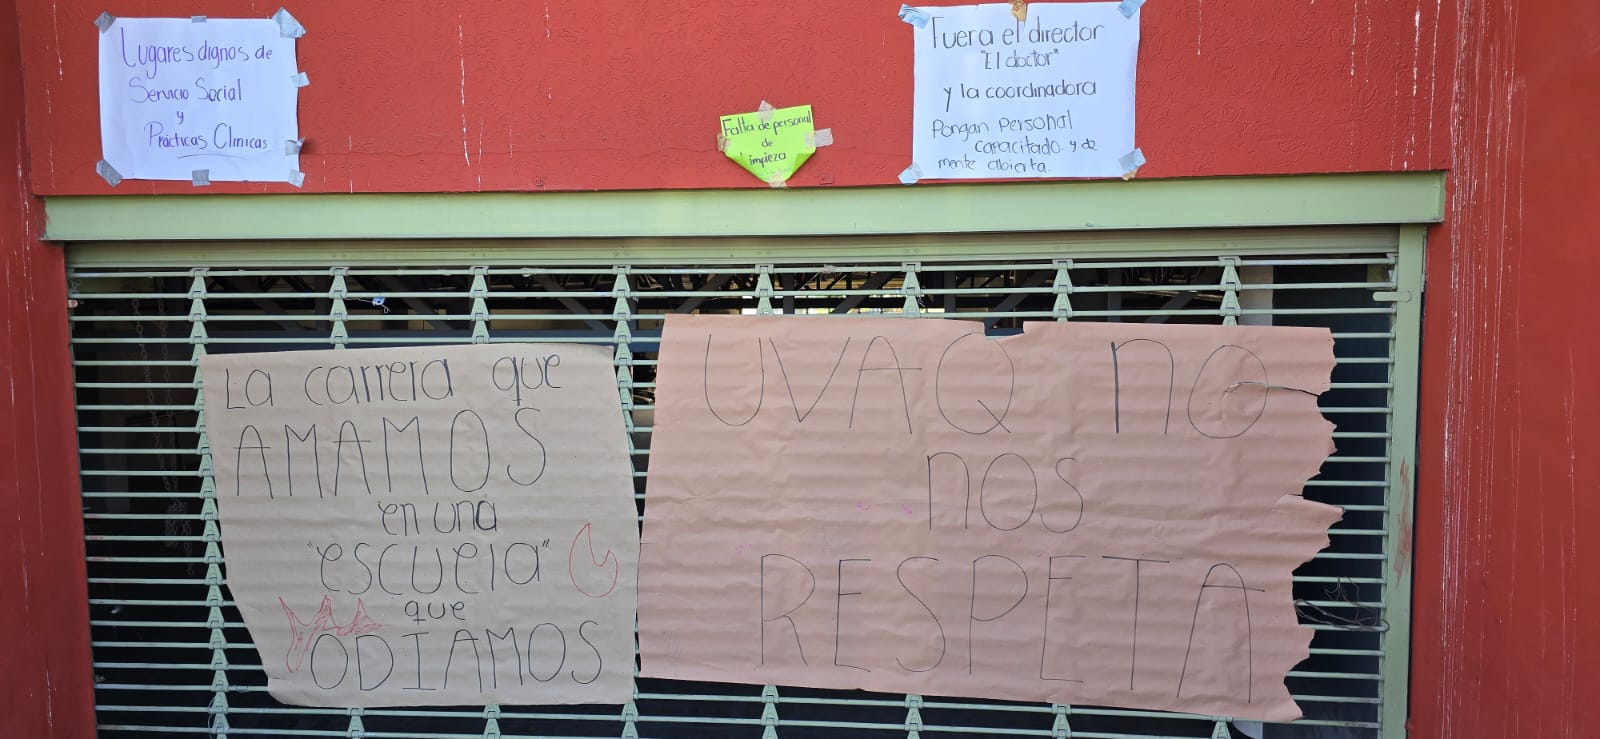 Lugares dignos de
Servicio Social
y
Prácticas Clínicas
Falta de personal
de
limpieza
Fuera el director
"El doctor"
y la coordinadora
Pongan Personal
capacitado y de
mente abierta.
La carrera que
AMAMOS
en una
"escuela"
que
ODIAMOS
UVAQ no
nos
RESPETA